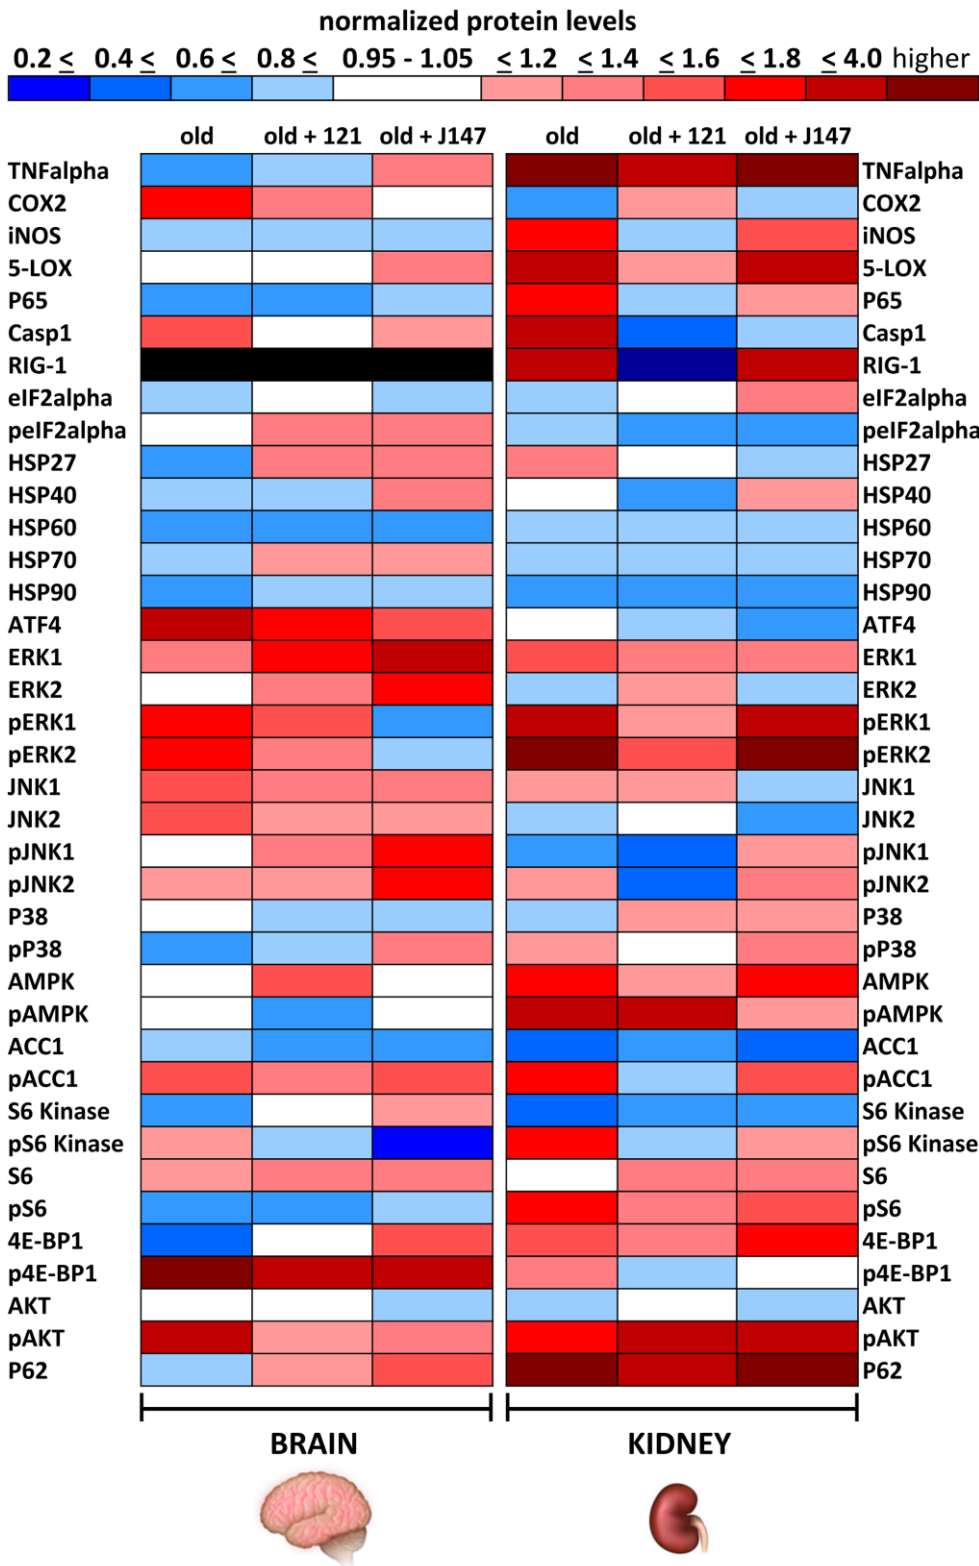 normalized protein levels
0.2 ≤ 0.4 ≤ 0.6 ≤ 0.8 ≤ 0.95 - 1.05 ≤ 1.2 ≤ 1.4 ≤ 1.6 ≤ 1.8 ≤ 4.0 higher
old old + 121 old + J147 old old + 121 old + J147
TNFalpha TNFalpha
COX2 COX2
iNOS iNOS
5-LOX 5-LOX
P65 P65
Casp1 Casp1
RIG-1 RIG-1
eIF2alpha eIF2alpha
peIF2alpha peIF2alpha
HSP27 HSP27
HSP40 HSP40
HSP60 HSP60
HSP70 HSP70
HSP90 HSP90
ATF4 ATF4
ERK1 ERK1
ERK2 ERK2
pERK1 pERK1
pERK2 pERK2
JNK1 JNK1
JNK2 JNK2
pJNK1 pJNK1
pJNK2 pJNK2
P38 P38
pP38 pP38
AMPK AMPK
pAMPK pAMPK
ACC1 ACC1
pACC1 pACC1
S6 Kinase S6 Kinase
pS6 Kinase pS6 Kinase
S6 S6
pS6 pS6
4E-BP1 4E-BP1
p4E-BP1 p4E-BP1
AKT AKT
pAKT pAKT
P62 P62
BRAIN KIDNEY